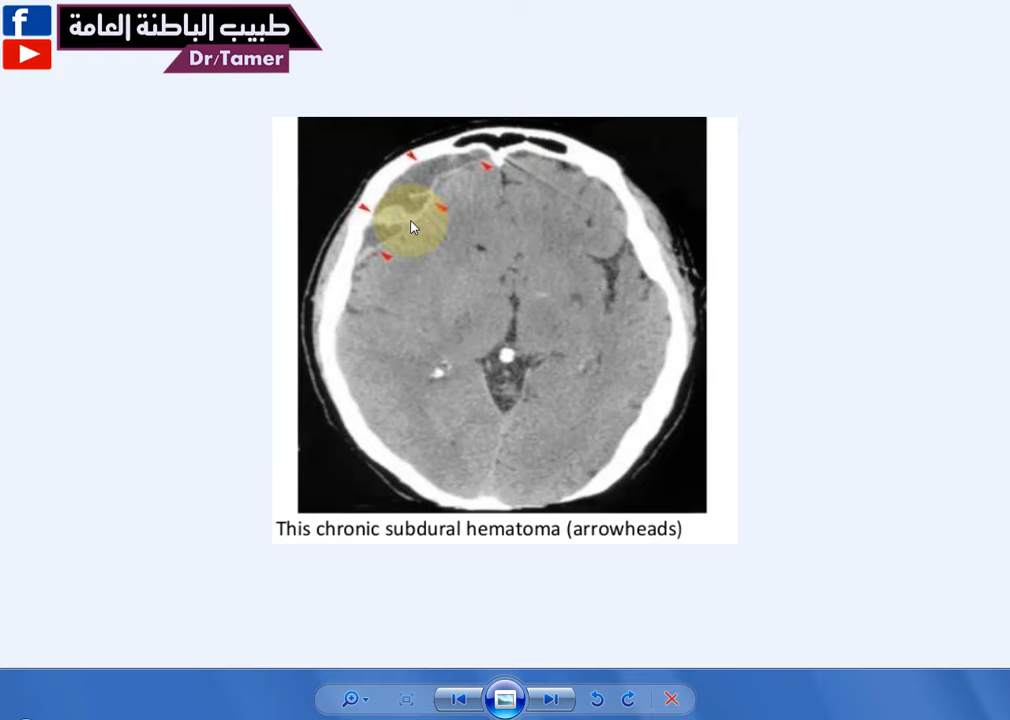 طبيب الباطنة العامة
Dr/Tamer
This chronic subdural hematoma (arrowheads)